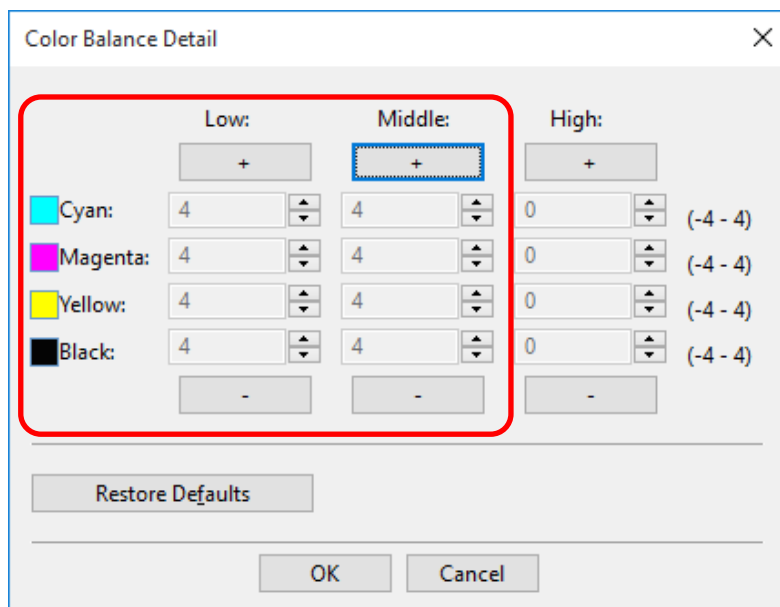 Color Balance Detail
Low: Middle: High:
+ + +
Cyan: 4 4 0 (-4 - 4)
Magenta: 4 4 0 (-4 - 4)
Yellow: 4 4 0 (-4 - 4)
Black: 4 4 0 (-4 - 4)
- - -
Restore Defaults
OK Cancel